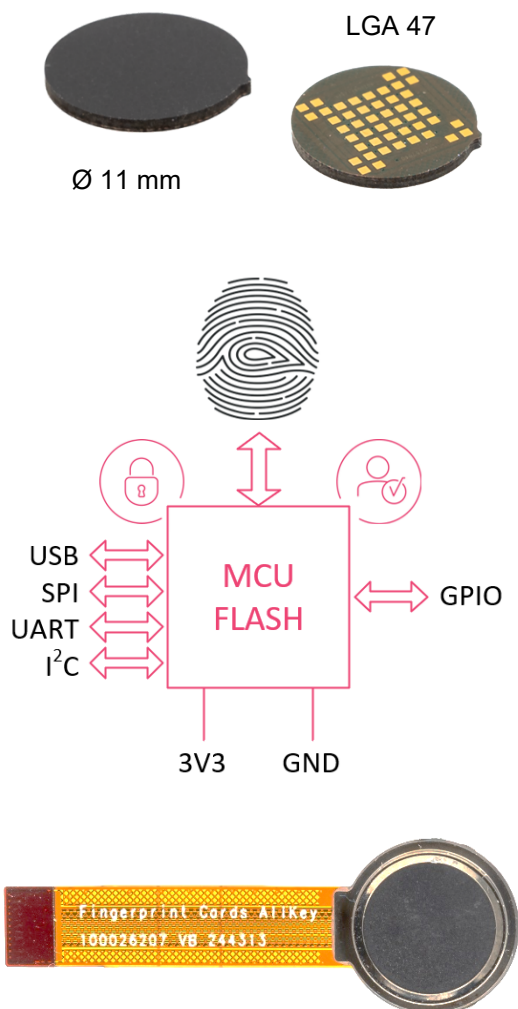 LGA 47
Ø 11 mm
USB
SPI
UART
I²C
MCU
FLASH
GPIO
3V3
GND
Fingerprint Cards AllKey
100026207 VB 244313